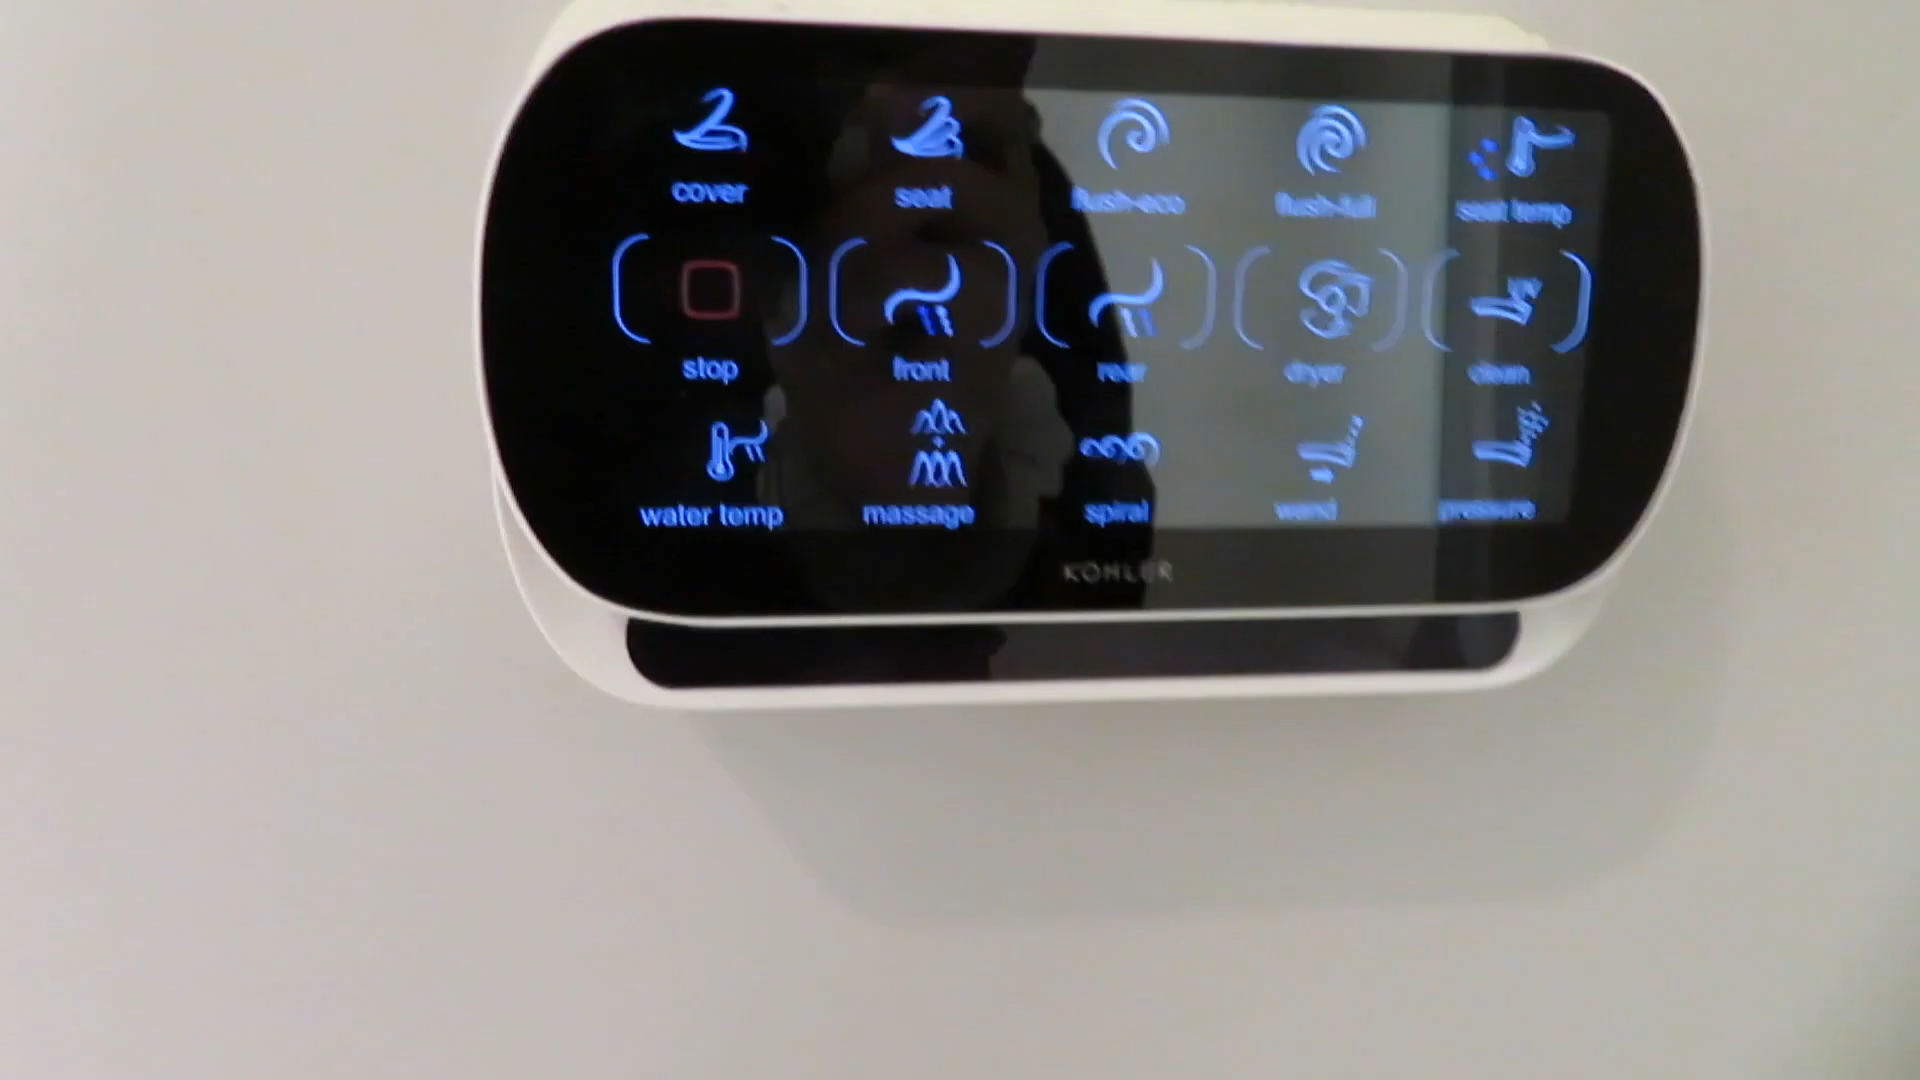 cover seat flush-eco flush-full seat temp
stop front rear dryer clean
uv
water temp massage spiral wand pressure
KOHLER